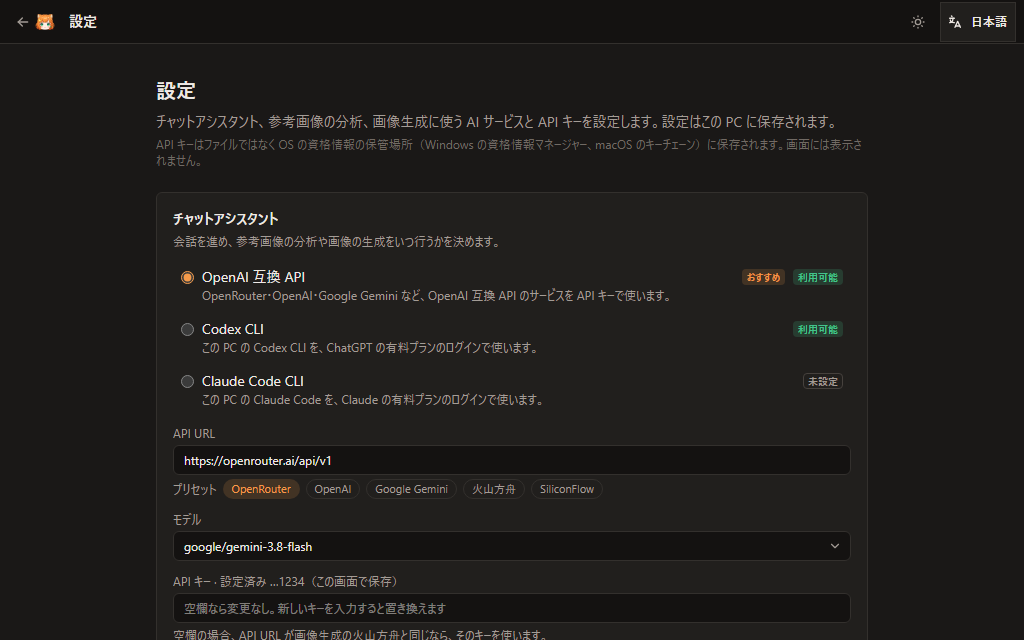 設定
日本語
設定
チャットアシスタント、参考画像の分析、画像生成に使う AI サービスと API キーを設定します。設定はこの PC に保存されます。
API キーはファイルではなく OS の資格情報の保管場所（Windows の資格情報マネージャー、macOS のキーチェーン）に保存されます。画面には表示さ
れません。
チャットアシスタント
会話を進め、参考画像の分析や画像の生成をいつ行うかを決めます。
OpenAI 互換 API おすすめ 利用可能
OpenRouter・OpenAI・Google Gemini など、OpenAI 互換 API のサービスを API キーで使います。
Codex CLI 利用可能
この PC の Codex CLI を、ChatGPT の有料プランのログインで使います。
Claude Code CLI 未設定
この PC の Claude Code を、Claude の有料プランのログインで使います。
API URL
https://openrouter.ai/api/v1
プリセット OpenRouter OpenAI Google Gemini 火山方舟 SiliconFlow
モデル
google/gemini-3.8-flash
API キー · 設定済み ...1234（この画面で保存）
空欄なら変更なし。新しいキーを入力すると置き換えます
空欄の場合、API URL が画像生成の火山方舟と同じなら、そのキーを使います。